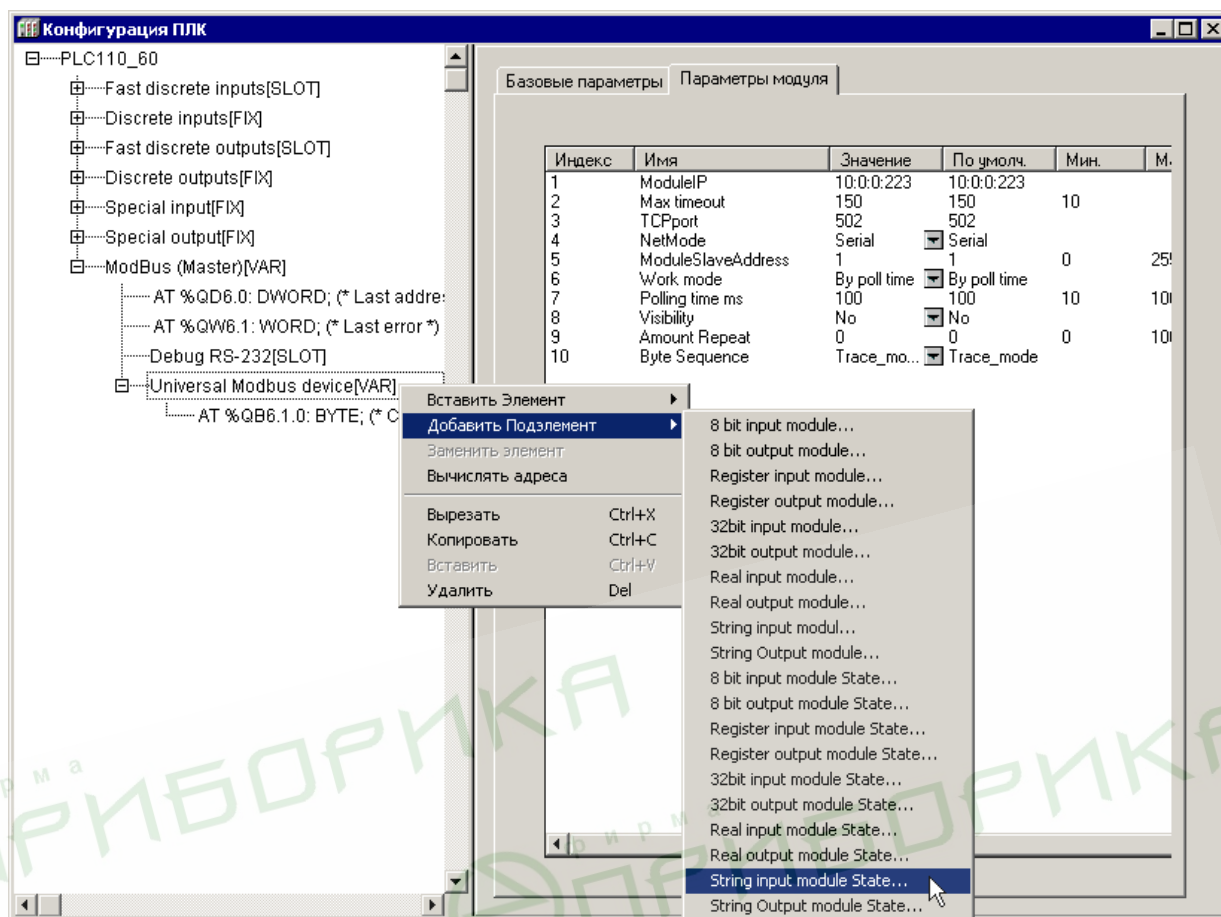 Конфигурация ПЛК
PLC110_60
Fast discrete inputs[SLOT]
Discrete inputs[FIX]
Fast discrete outputs[SLOT]
Discrete outputs[FIX]
Special input[FIX]
Special output[FIX]
ModBus (Master)[VAR]
AT %QD6.0: DWORD; (* Last addre
AT %QW6.1: WORD; (* Last error *)
Debug RS-232[SLOT]
Universal Modbus device[VAR]
AT %QB6.1.0: BYTE; (* C
Базовые параметры Параметры модуля
Индекс Имя Значение По умолч. Мин. М
1 ModuleIP 10:0:0:223 10:0:0:223
2 Max timeout 150 150 10
3 TCPport 502 502
4 NetMode Serial Serial
5 ModuleSlaveAddress 1 1 0 255
6 Work mode By poll time By poll time
7 Polling time ms 100 100 10 100
8 Visibility No No
9 Amount Repeat 0 0 0 100
10 Byte Sequence Trace_mo... Trace_mode
Вставить Элемент
Добавить Подэлемент
Заменить элемент
Вычислять адреса
Вырезать Ctrl+X
Копировать Ctrl+C
Вставить Ctrl+V
Удалить Del
8 bit input module...
8 bit output module...
Register input module...
Register output module...
32bit input module...
32bit output module...
Real input module...
Real output module...
String input modul...
String Output module...
8 bit input module State...
8 bit output module State...
Register input module State...
Register output module State...
32bit input module State...
32bit output module State...
Real input module State...
Real output module State...
String input module State...
String Output module State...
фирма
ПРИБОРИКА